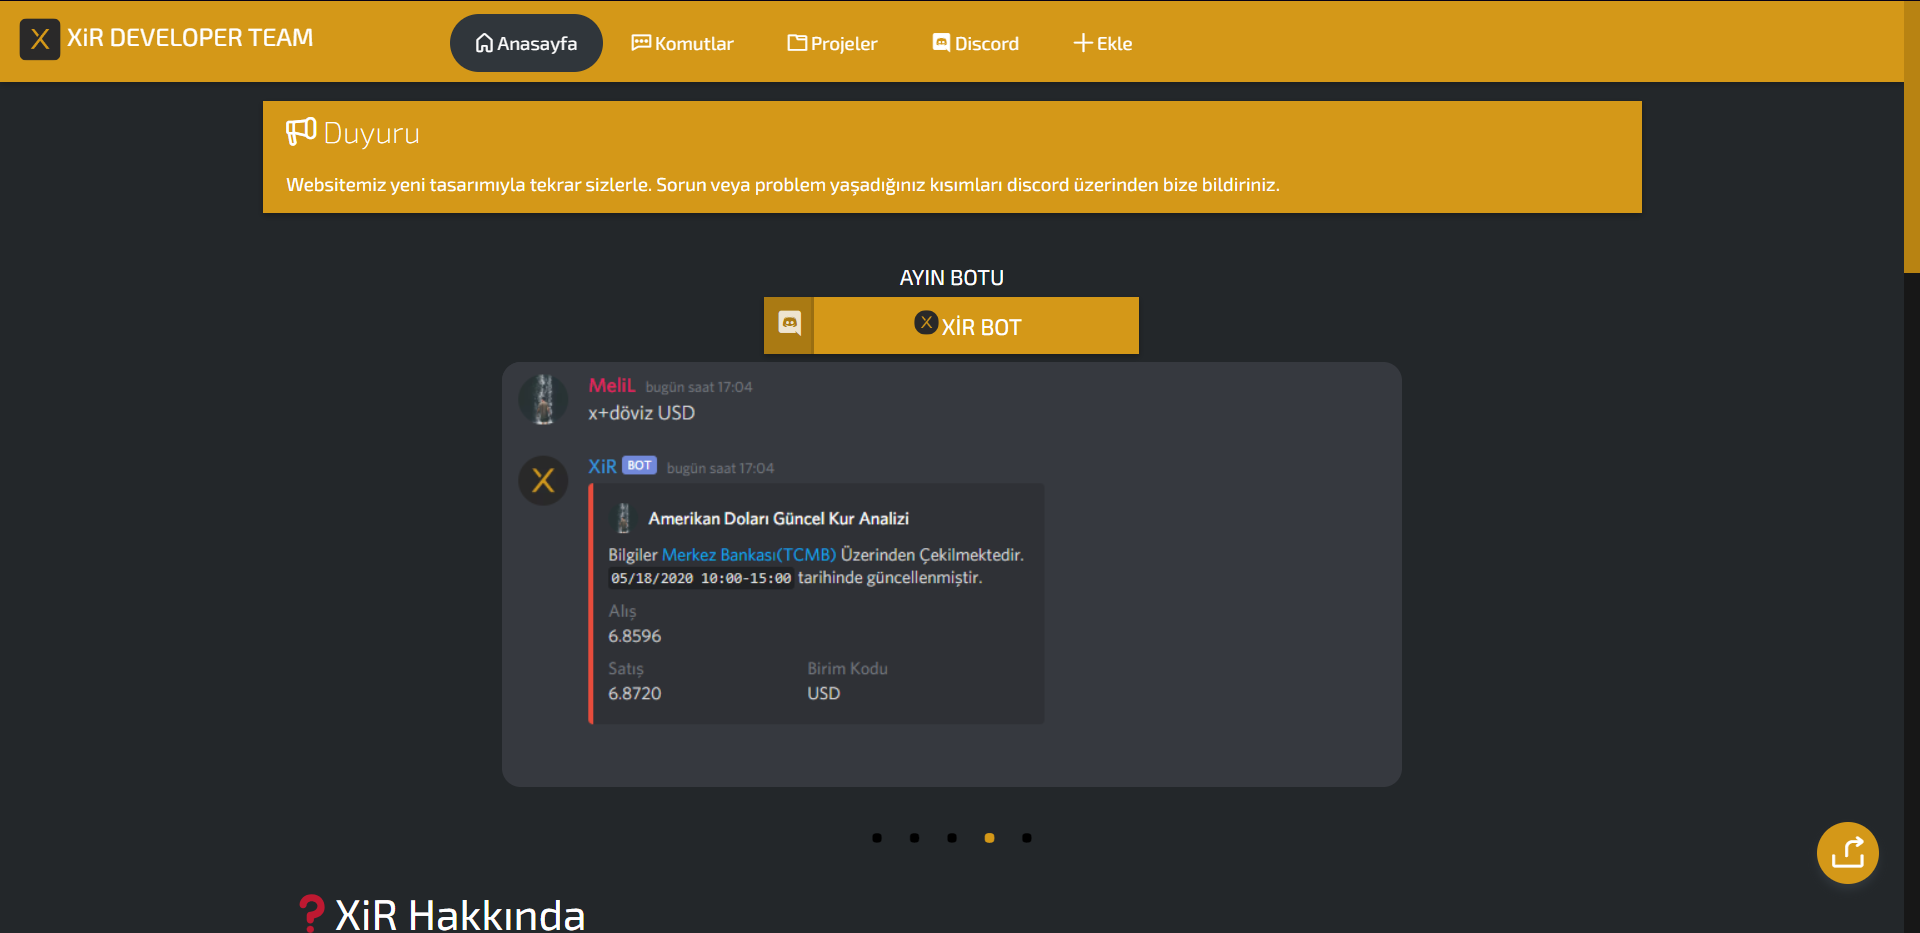 XiR DEVELOPER TEAM
Anasayfa
Komutlar
Projeler
Discord
Ekle
Duyuru
Websitemiz yeni tasarımıyla tekrar sizlerle. Sorun veya problem yaşadığınız kısımları discord üzerinden bize bildiriniz.
AYIN BOTU
XİR BOT
MeliL bugün saat 17:04
x+döviz USD
XiR BOT bugün saat 17:04
Amerikan Doları Güncel Kur Analizi
Bilgiler Merkez Bankası(TCMB) Üzerinden Çekilmektedir.
05/18/2020 10:00-15:00 tarihinde güncellenmiştir.
Alış
6.8596
Satış Birim Kodu
6.8720 USD
XiR Hakkında